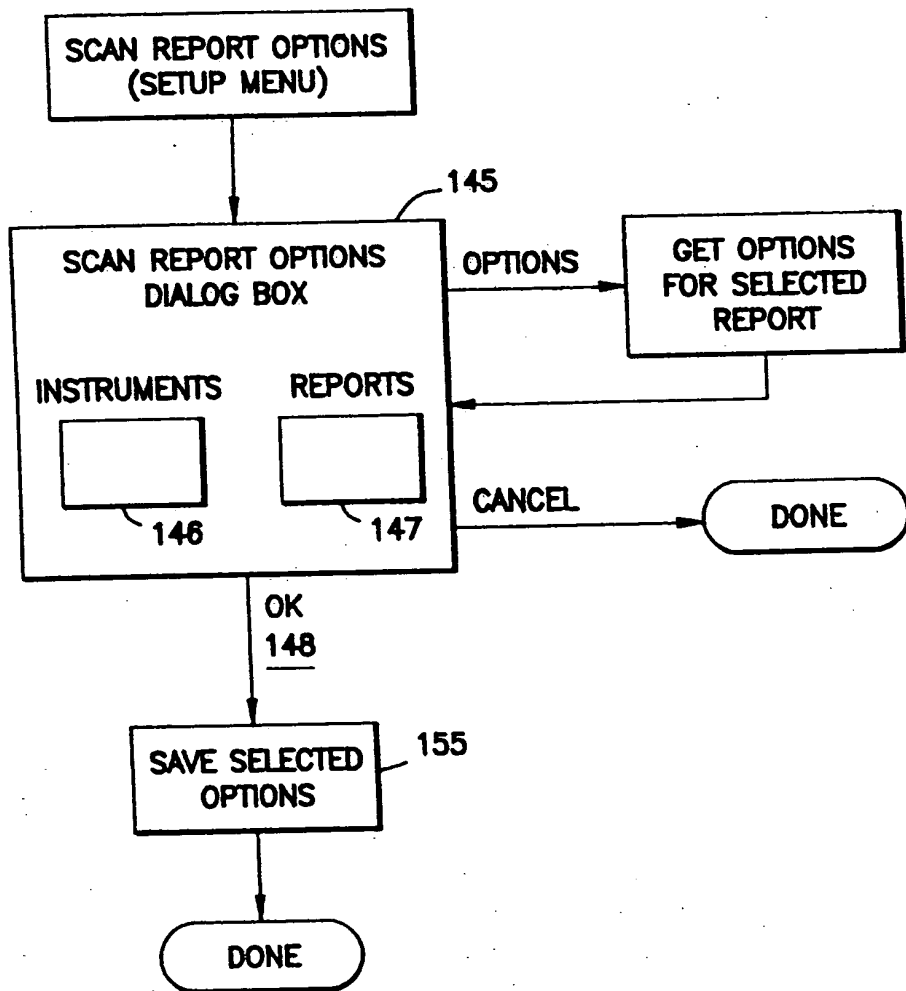 SCAN REPORT OPTIONS
(SETUP MENU)
145
SCAN REPORT OPTIONS
DIALOG BOX
OPTIONS
GET OPTIONS
FOR SELECTED
REPORT
INSTRUMENTS
REPORTS
146
147
CANCEL
DONE
OK
148
SAVE SELECTED
OPTIONS
155
DONE